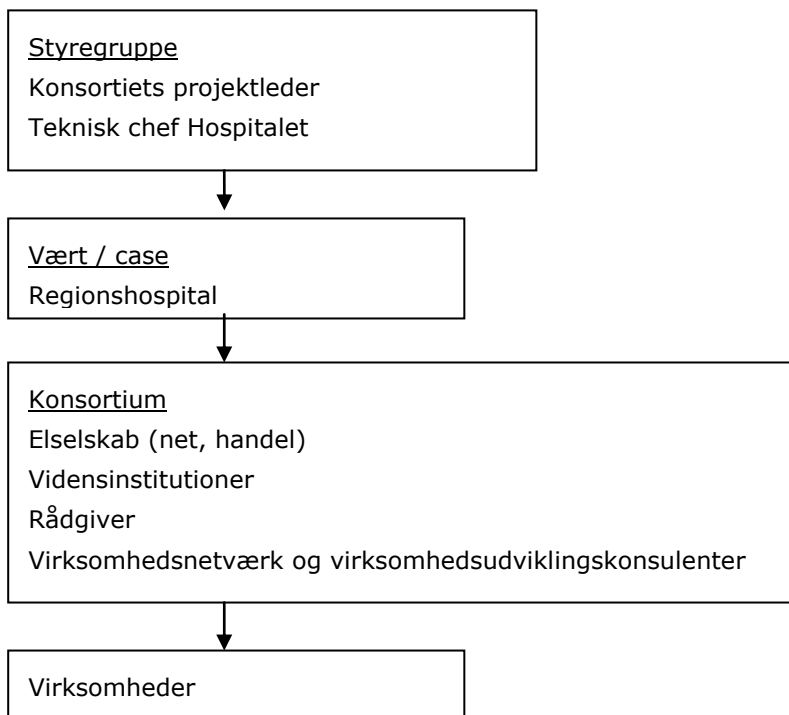 Styregruppe
Konsortiets projektleder
Teknisk chef Hospitalet
Vært / case
Regionshospital
Konsortium
Elselskab (net, handel)
Vidensinstitutioner
Rådgiver
Virksomhedsnetværk og virksomhedsudviklingskonsulenter
Virksomheder